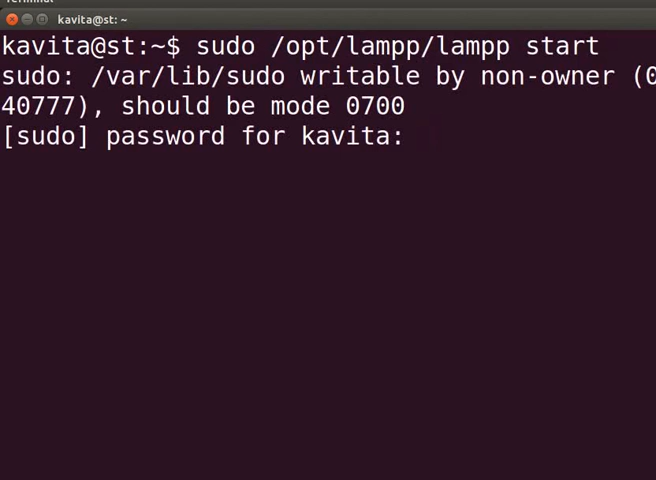 Terminal
kavita@st: ~
kavita@st:~$ sudo /opt/lampp/lampp start
sudo: /var/lib/sudo writable by non-owner (0
40777), should be mode 0700
[sudo] password for kavita: